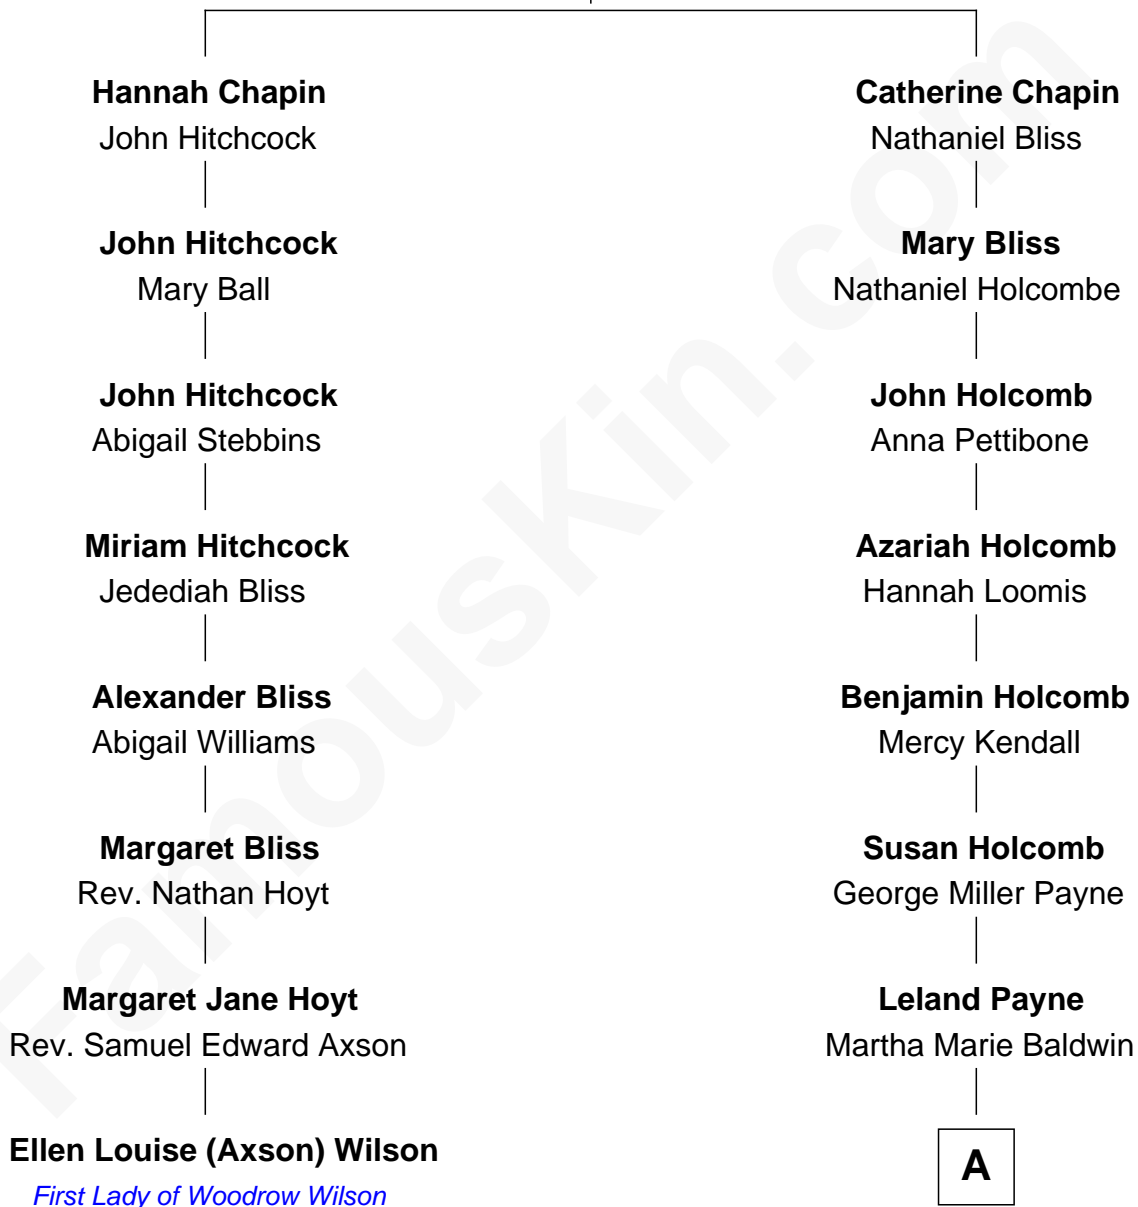 Hannah Chapin
John Hitchcock
Catherine Chapin
Nathaniel Bliss
John Hitchcock
Mary Ball
Mary Bliss
Nathaniel Holcombe
John Hitchcock
Abigail Stebbins
John Holcomb
Anna Pettibone
Miriam Hitchcock
Jedediah Bliss
Azariah Holcomb
Hannah Loomis
Alexander Bliss
Abigail Williams
Benjamin Holcomb
Mercy Kendall
Margaret Bliss
Rev. Nathan Hoyt
Susan Holcomb
George Miller Payne
Margaret Jane Hoyt
Rev. Samuel Edward Axson
Leland Payne
Martha Marie Baldwin
Ellen Louise (Axson) Wilson
First Lady of Woodrow Wilson
A
FamousKin.com